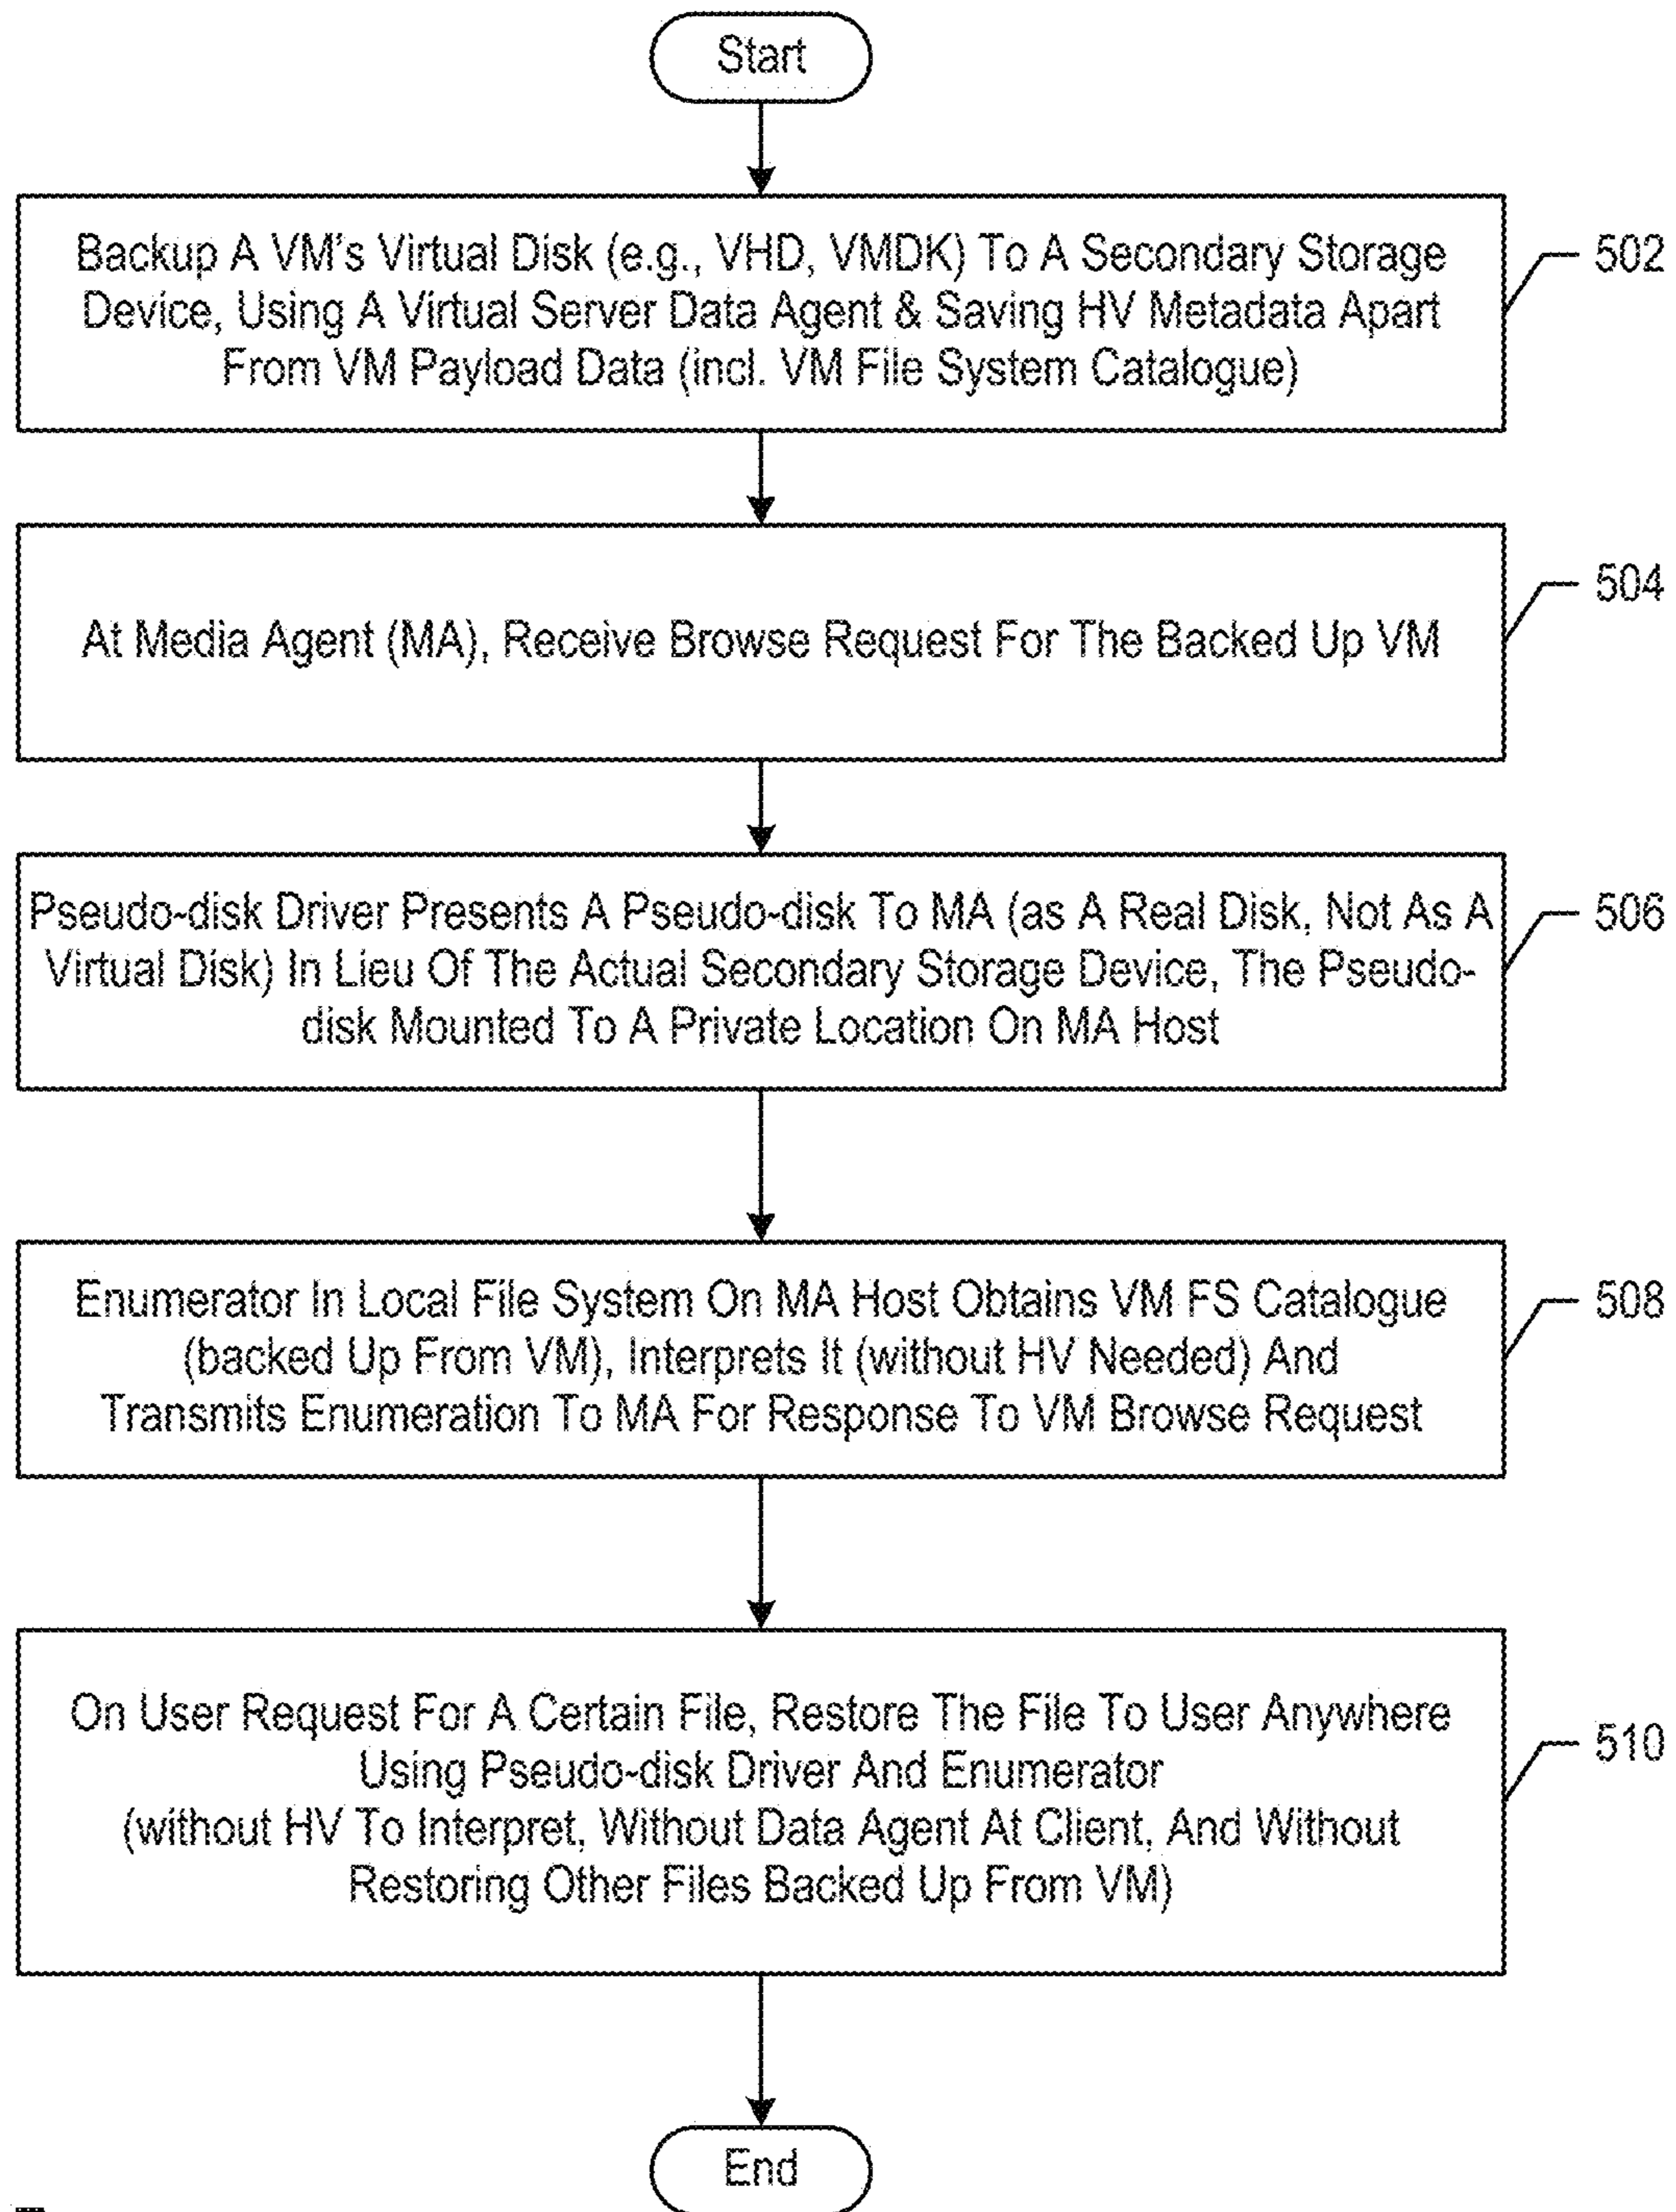 Start
Backup A VM's Virtual Disk (e.g., VHD, VMDK) To A Secondary Storage
Device, Using A Virtual Server Data Agent & Saving HV Metadata Apart
From VM Payload Data (incl. VM File System Catalogue)
502
At Media Agent (MA), Receive Browse Request For The Backed Up VM
504
Pseudo-disk Driver Presents A Pseudo-disk To MA (as A Real Disk, Not As A
Virtual Disk) In Lieu Of The Actual Secondary Storage Device, The Pseudo-
disk Mounted To A Private Location On MA Host
506
Enumerator In Local File System On MA Host Obtains VM FS Catalogue
(backed Up From VM), Interprets It (without HV Needed) And
Transmits Enumeration To MA For Response To VM Browse Request
508
On User Request For A Certain File, Restore The File To User Anywhere
Using Pseudo-disk Driver And Enumerator
(without HV To Interpret, Without Data Agent At Client, And Without
Restoring Other Files Backed Up From VM)
510
End